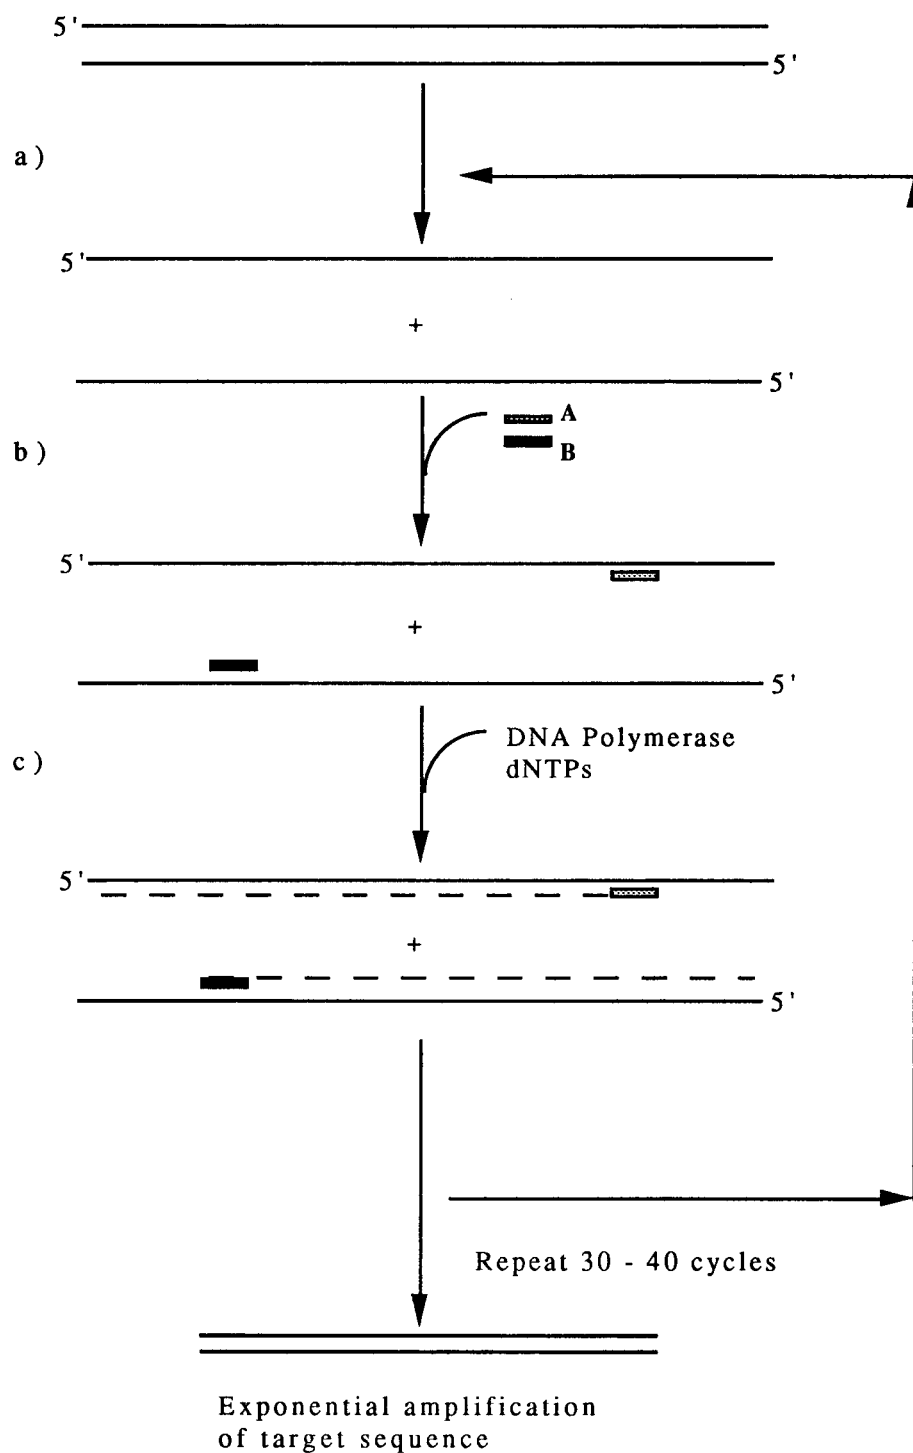 5'
5'
a)
5'
+
5'
A
b)
B
5'
+
5'
DNA Polymerase
c)
dNTPs
5'
+
5'
Repeat 30 - 40 cycles
Exponential amplification
of target sequence